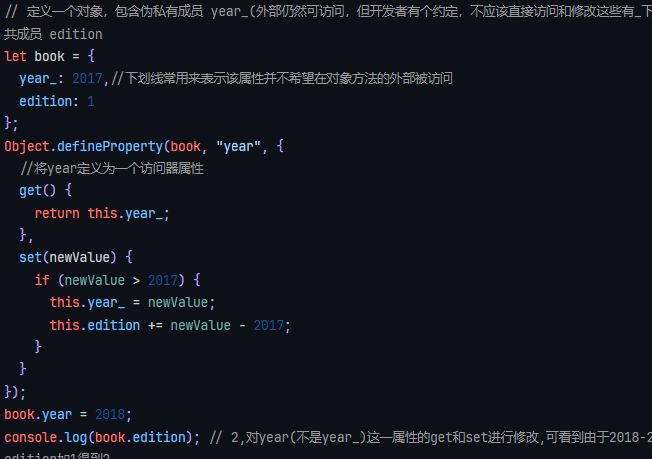 // 定义一个对象，包含伪私有成员 year_(外部仍然可访问，但开发者有个约定，不应该直接访问和修改这些有_下
共成员 edition
let book = {
  year_: 2017,//下划线常用来表示该属性并不希望在对象方法的外部被访问
  edition: 1
};
Object.defineProperty(book, "year", {
  //将year定义为一个访问器属性
  get() {
    return this.year_;
  },
  set(newValue) {
    if (newValue > 2017) {
      this.year_ = newValue;
      this.edition += newValue - 2017;
    }
  }
});
book.year = 2018;
console.log(book.edition); // 2,对year(不是year_)这一属性的get和set进行修改,可看到由于2018-2
edition加1得到2